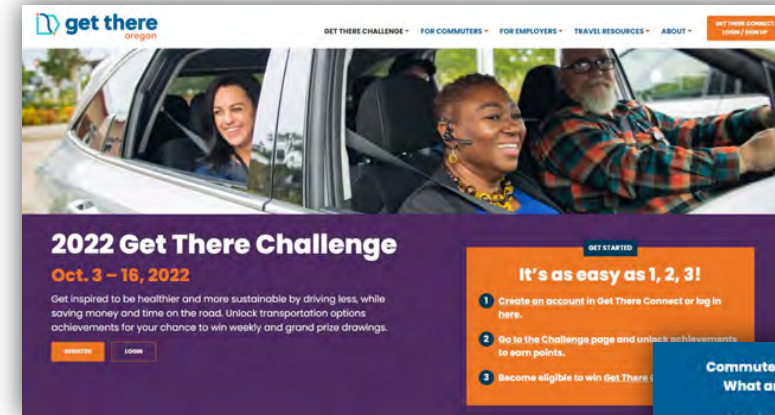 get there
oregon
GET THERE CHALLENGE
FOR COMMUTERS
FOR EMPLOYERS
TRAVEL RESOURCES
ABOUT
GET THERE CONNECT
LOGIN / SIGN UP
2022 Get There Challenge
Oct. 3 – 16, 2022
Get inspired to be healthier and more sustainable by driving less, while
saving money and time on the road. Unlock transportation options
achievements for your chance to win weekly and grand prize drawings.
REGISTER
LOGIN
GET STARTED
It's as easy as 1, 2, 3!
1 Create an account in Get There Connect or log in
here.
2 Go to the Challenge page and unlock achievements
to earn points.
3 Become eligible to win Get There
Commute
What a